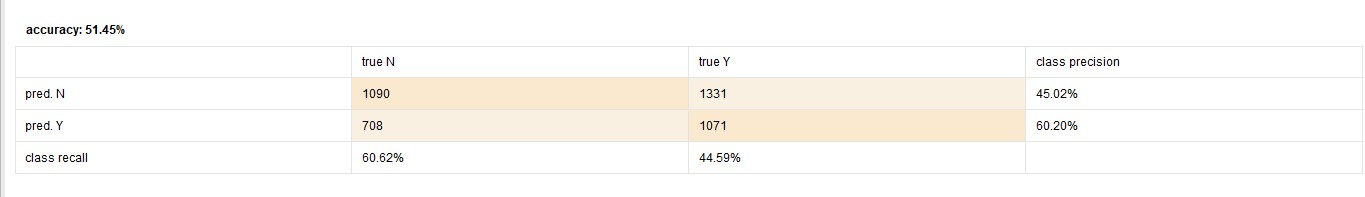 accuracy: 51.45%
true N true Y class precision
pred. N 1090 1331 45.02%
pred. Y 708 1071 60.20%
class recall 60.62% 44.59%